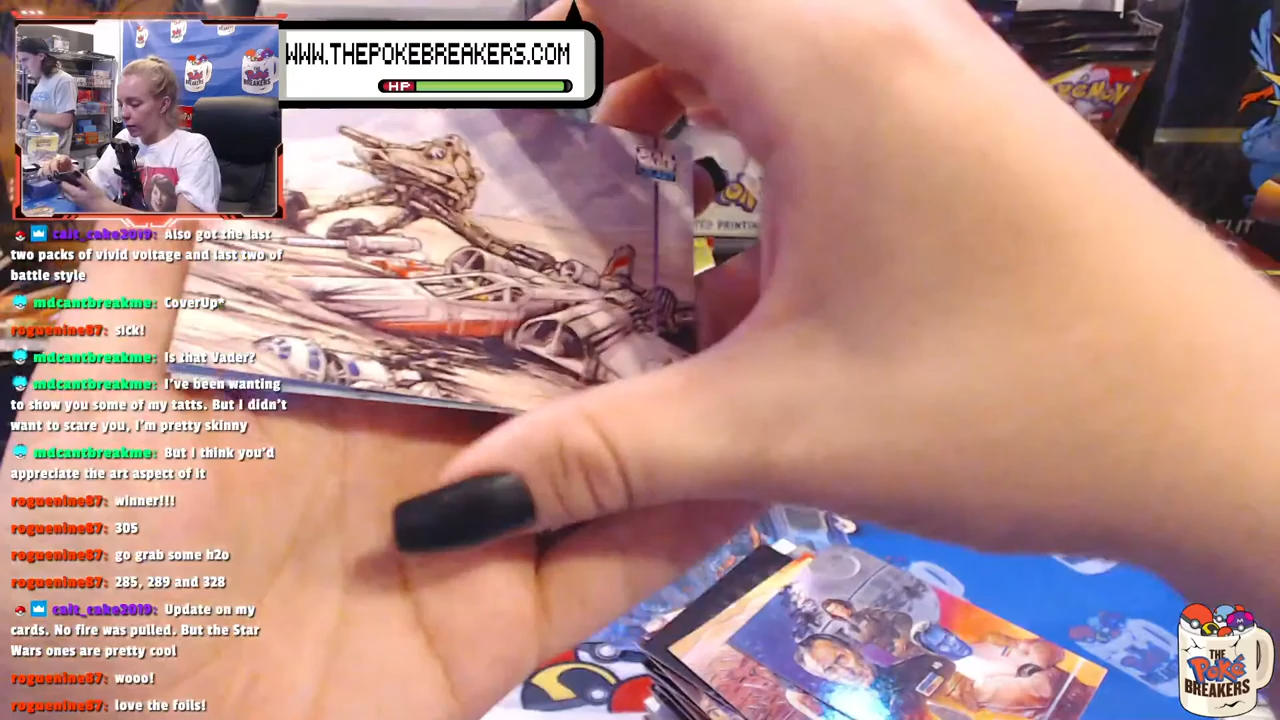 WWW.THEPOKEBREAKERS.COM
HP
cait_cake2019: Also got the last
two packs of vivid voltage and last two of
battle style
mdcantbreakme: CoverUp*
roguenine87: sick!
mdcantbreakme: Is that Vader?
mdcantbreakme: I've been wanting
to show you some of my tatts. But I didn't
want to scare you, I'm pretty skinny
mdcantbreakme: But I think you'd
appreciate the art aspect of it
roguenine87: winner!!!
roguenine87: 305
roguenine87: go grab some h2o
roguenine87: 285, 289 and 328
cait_cake2019: Update on my
cards. No fire was pulled. But the Star
Wars ones are pretty cool
roguenine87: wooo!
roguenine87: love the foils!
THE
Poké
BREAKERS